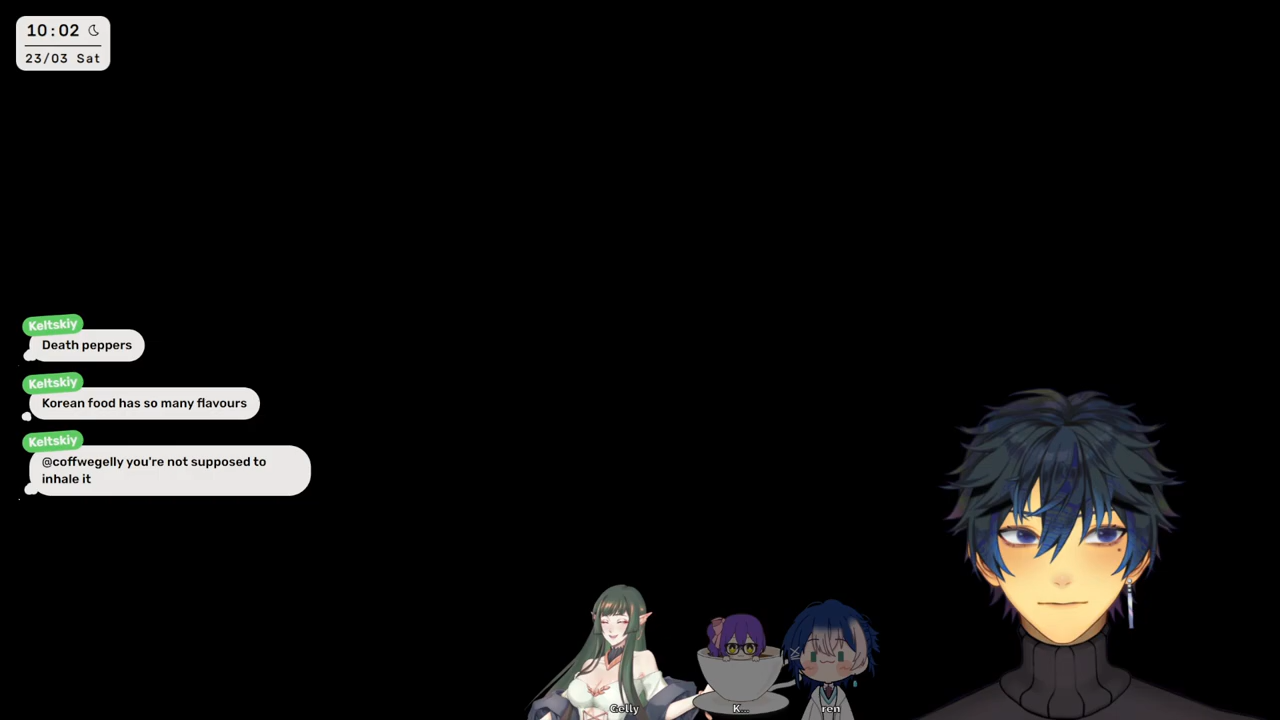 10:02
23/03 Sat
Keltskiy
Death peppers
Keltskiy
Korean food has so many flavours
Keltskiy
@coffwegelly you're not supposed to
inhale it
Gelly
K...
ren